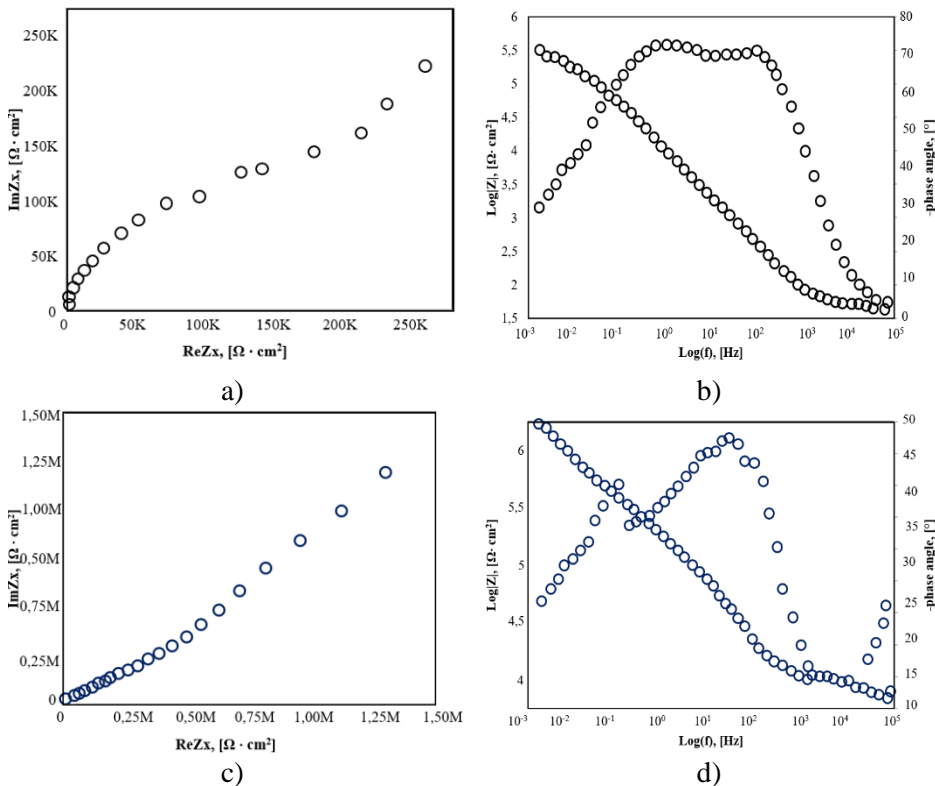 a)
ImZx, [Ω · cm²]
250K
200K
150K
100K
50K
0
0 50K 100K 150K 200K 250K
ReZx, [Ω · cm²]
b)
Log|Z|, [Ω· cm²]
6
5,5
5
4,5
4
3,5
3
2,5
2
1,5
80
70
60
50
40
30
20
10
0
-phase angle, [°]
10⁻³ 10⁻² 10⁻¹ 10⁰ 10¹ 10² 10³ 10⁴ 10⁵
Log(f), [Hz]
a)
b)
ImZx, [Ω · cm²]
1,50M
1,25M
1,00M
0,50M
0,75M
0,25M
0
0 0,25M 0,50M 0,75M 1,00M 1,25M 1,50M
ReZx, [Ω · cm²]
Log|Z|, [Ω· cm²]
6
5,5
5
4,5
4
50
45
40
35
30
25
20
15
10
-phase angle, [°]
10⁻³ 10⁻² 10⁻¹ 10⁰ 10¹ 10² 10³ 10⁴ 10⁵
Log(f), [Hz]
c)
d)